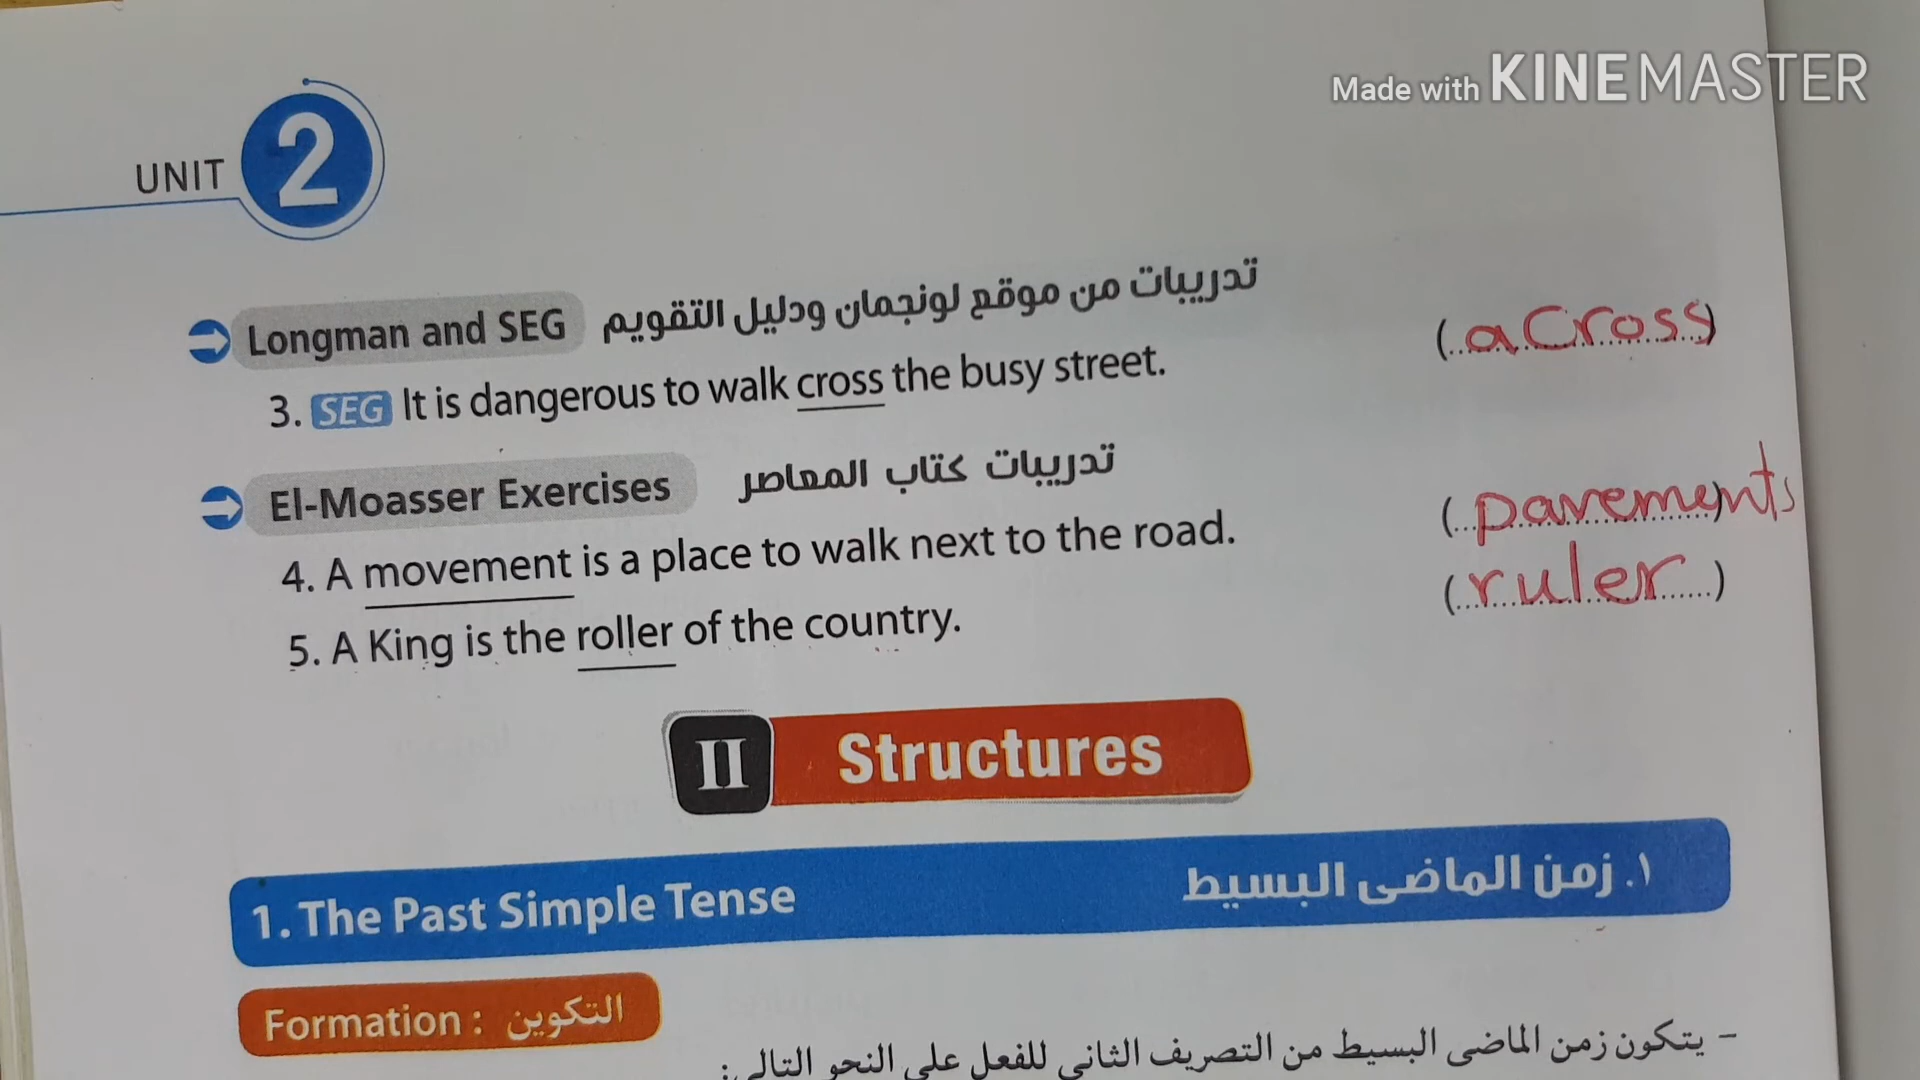 Made with KINEMASTER
UNIT 2
Longman and SEG تدريبات من موقع لونجمان ودليل التقويم
3. SEG It is dangerous to walk cross the busy street. (aCross)
El-Moasser Exercises تدريبات كتاب المعاصر
4. A movement is a place to walk next to the road. (pavements)
5. A King is the roller of the country. (ruler)
II Structures
1. The Past Simple Tense ١. زمن الماضى البسيط
Formation : التكوين
- يتكون زمن الماضى البسيط من التصريف الثانى للفعل على النحو التالى: